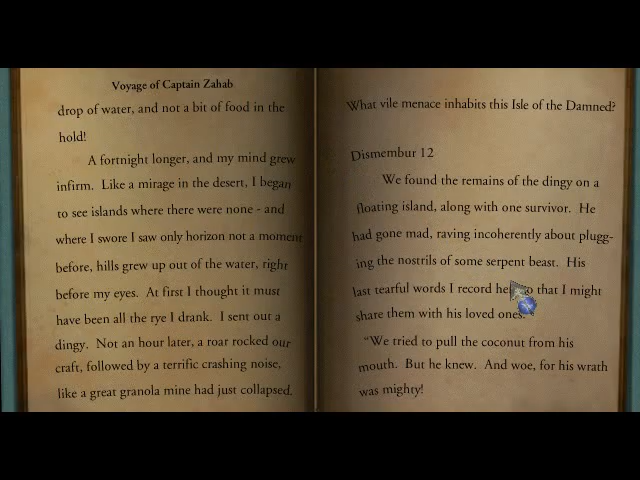 Voyage of Captain Zahab
drop of water, and not a bit of food in the
hold!
A fortnight longer, and my mind grew
infirm. Like a mirage in the desert, I began
to see islands where there were none - and
where I swore I saw only horizon not a moment
before, hills grew up out of the water, right
before my eyes. At first I thought it must
have been all the rye I drank. I sent out a
dingy. Not an hour later, a roar rocked our
craft, followed by a terrific crashing noise,
like a great granola mine had just collapsed.
What vile menace inhabits this Isle of the Damned?
Dismembur 12
We found the remains of the dingy on a
floating island, along with one survivor. He
had gone mad, raving incoherently about plugg-
ing the nostrils of some serpent beast. His
last tearful words I record so that I might
share them with his loved ones:
"We tried to pull the coconut from his
mouth. But he knew. And woe, for his wrath
was mighty!